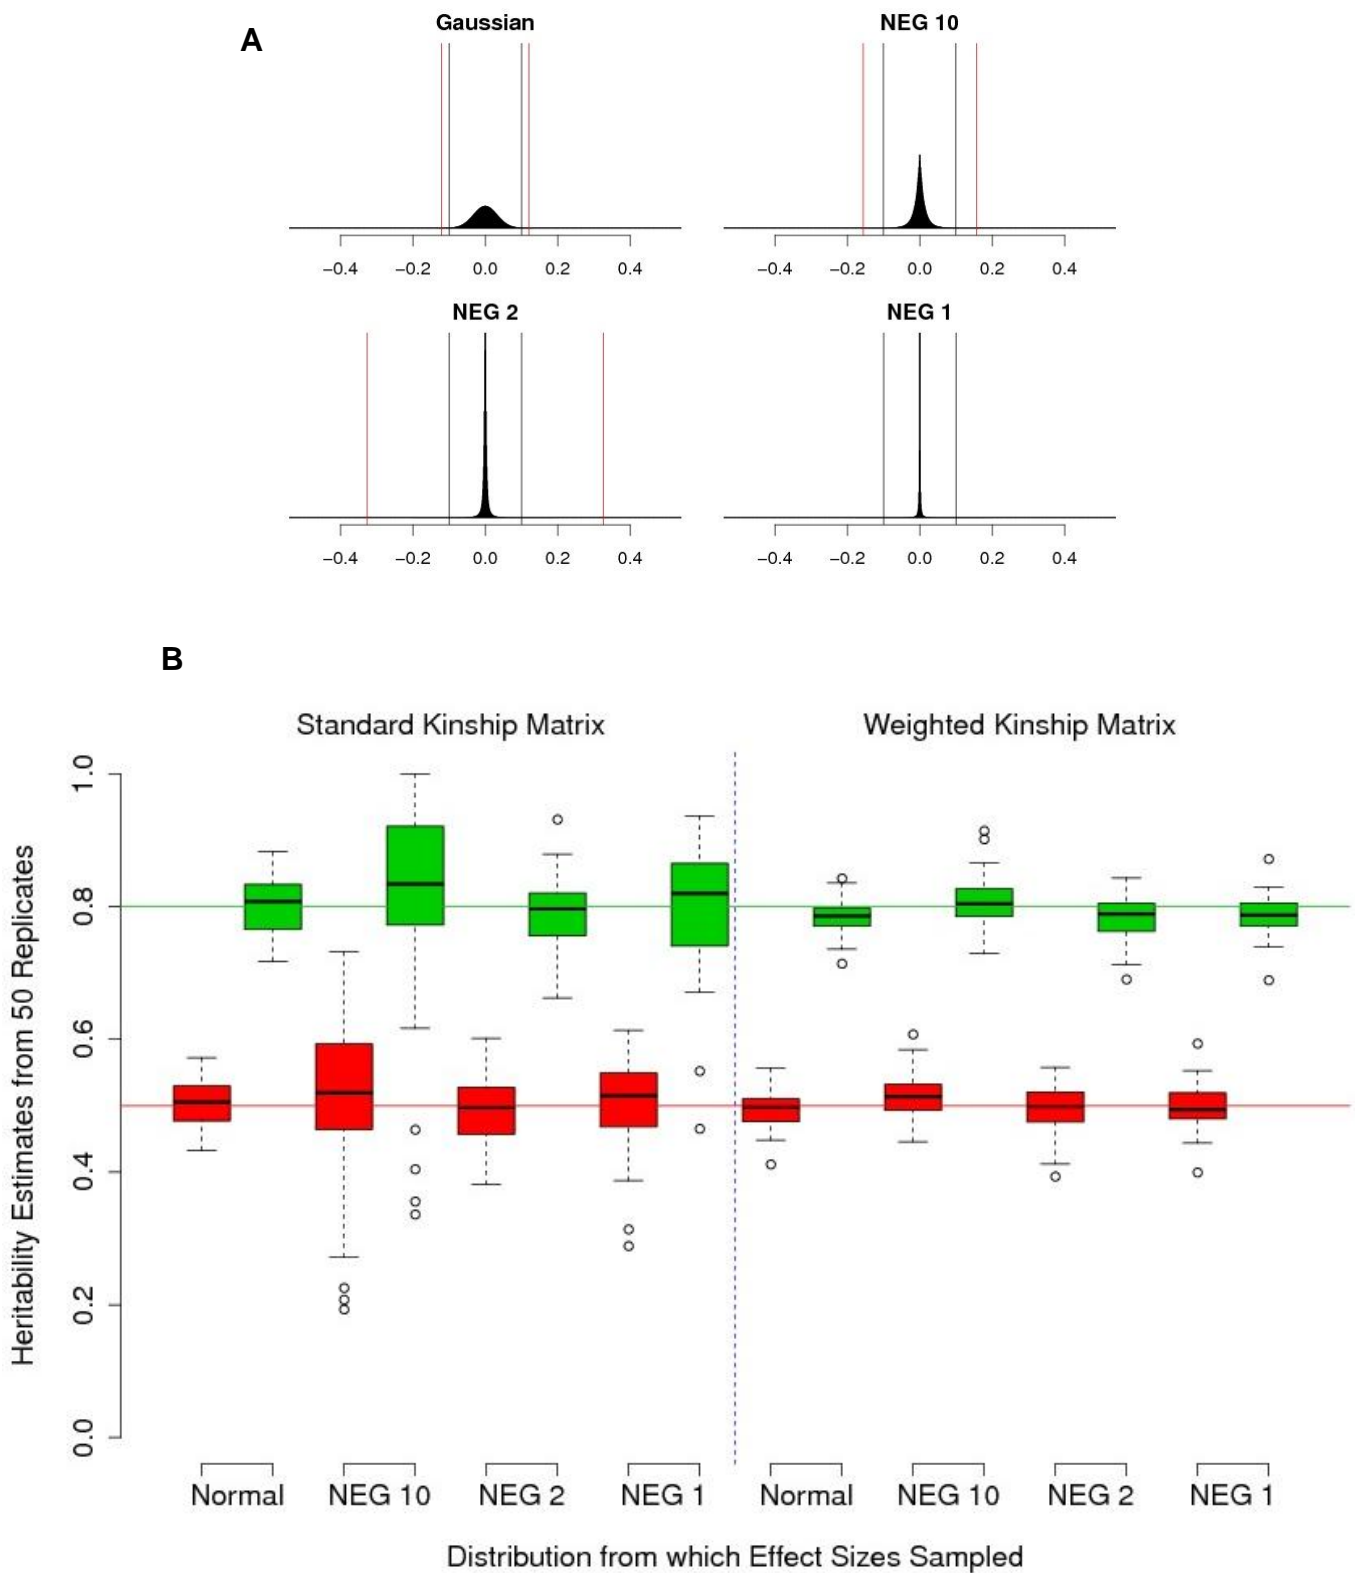 A
Gaussian
NEG 10
−0.4 −0.2 0.0 0.2 0.4
−0.4 −0.2 0.0 0.2 0.4
NEG 2
NEG 1
−0.4 −0.2 0.0 0.2 0.4
−0.4 −0.2 0.0 0.2 0.4
B
Standard Kinship Matrix
Weighted Kinship Matrix
Heritability Estimates from 50 Replicates
1.0
0.8
0.6
0.4
0.2
0.0
Normal NEG 10 NEG 2 NEG 1 Normal NEG 10 NEG 2 NEG 1
Distribution from which Effect Sizes Sampled